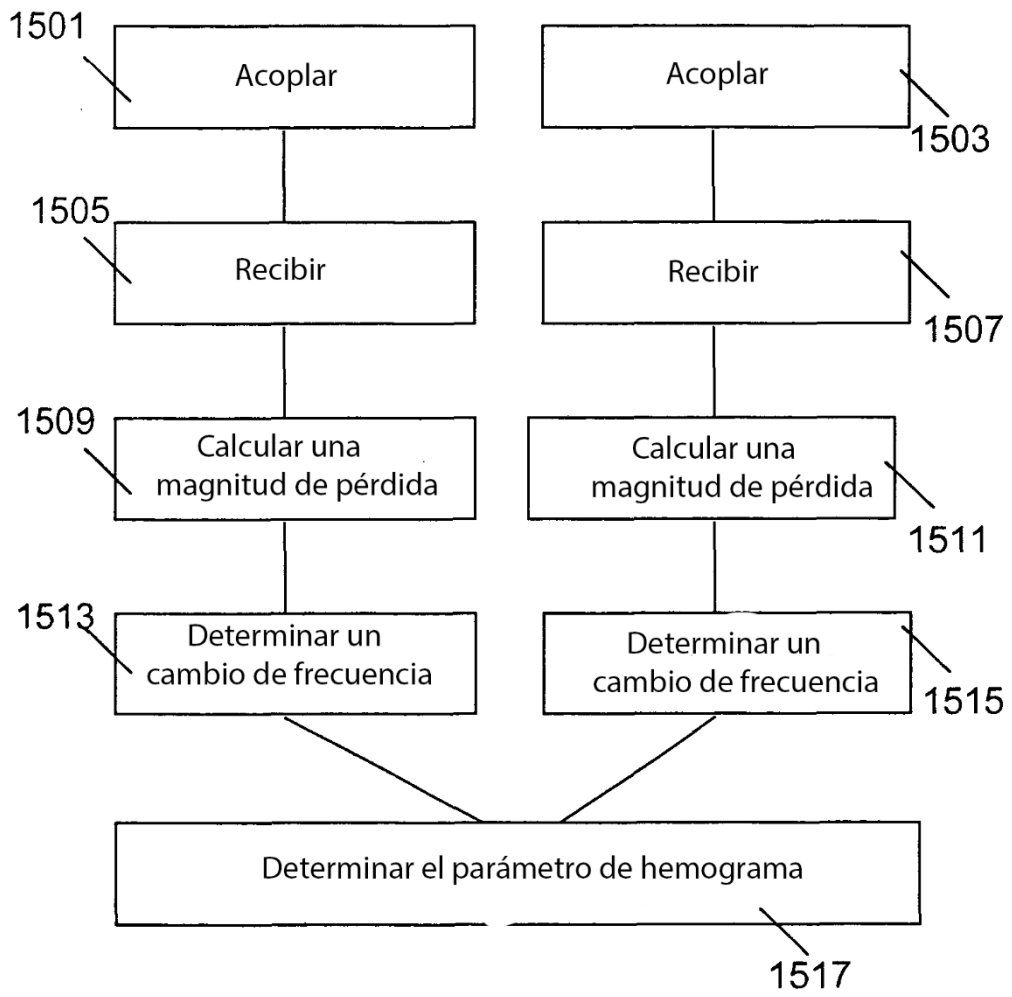 1501
Acoplar
Acoplar
1503
1505
Recibir
Recibir
1507
1509
Calcular una
magnitud de pérdida
Calcular una
magnitud de pérdida
1511
1513
Determinar un
cambio de frecuencia
Determinar un
cambio de frecuencia
1515
Determinar el parámetro de hemograma
1517